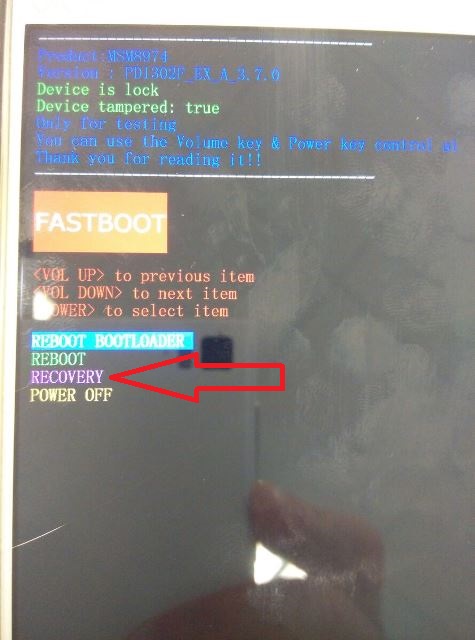 Product:MSM8974
Version : PD1302F_EX_A_3.7.0
Device is lock
Device tampered: true
Only for testing
You can use the Volume key & Power key control
Thank you for reading it!!
FASTBOOT
<VOL UP> to previous item
<VOL DOWN> to next item
<POWER> to select item
REBOOT BOOTLOADER
REBOOT
RECOVERY
POWER OFF